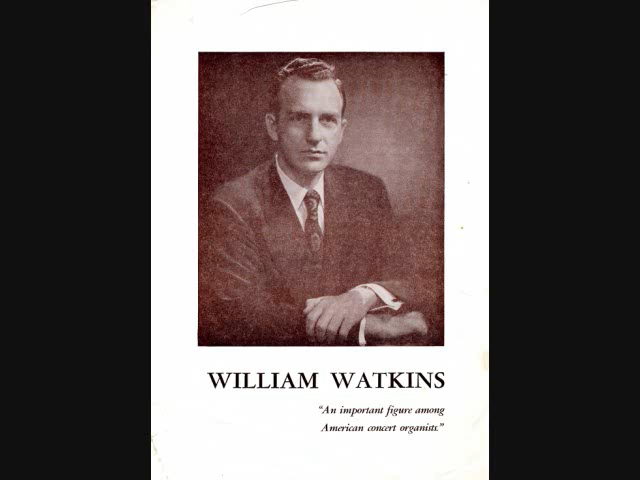 WILLIAM WATKINS
"An important figure among
American concert organists."